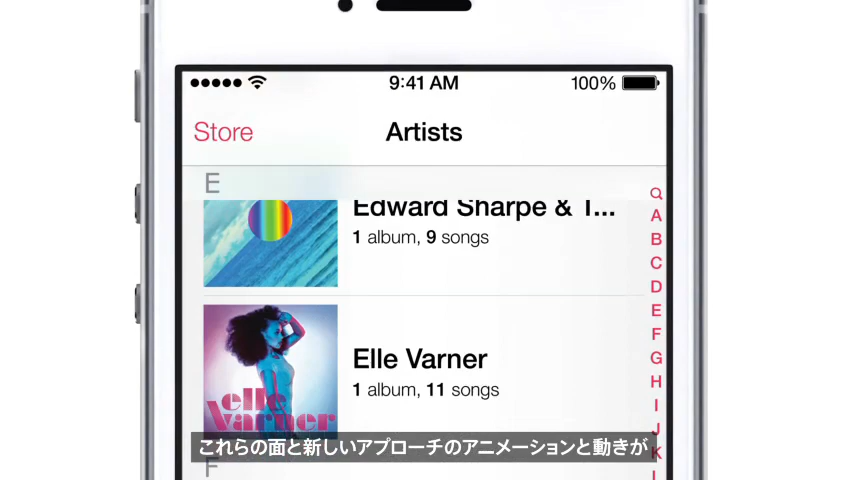 9:41 AM
100%
Store
Artists
E
Edward Sharpe & T...
1 album, 9 songs
Elle Varner
1 album, 11 songs
elle
varner
F
A
B
C
D
E
F
G
H
I
J
K
L
これらの面と新しいアプローチのアニメーションと動きが